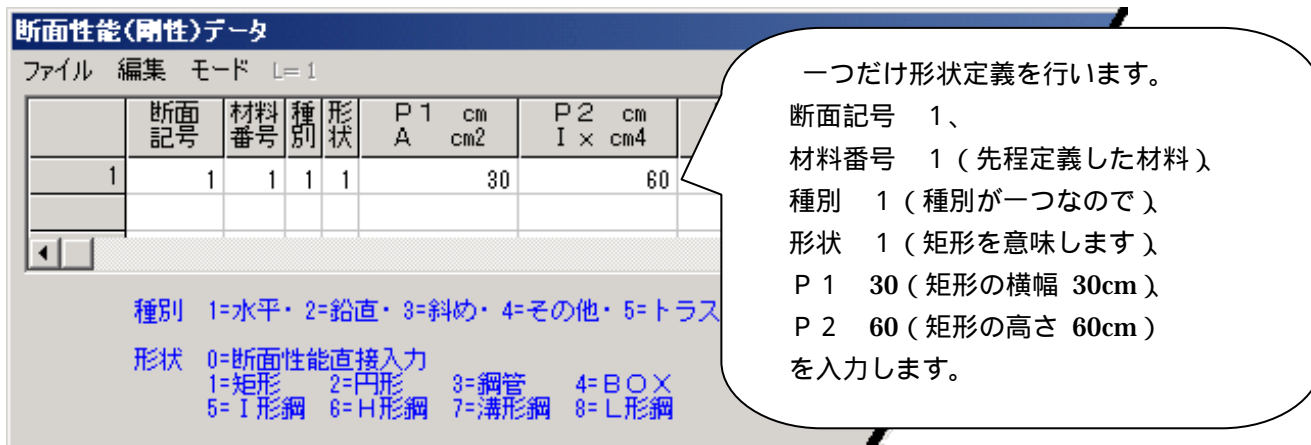 断面性能(剛性)データ
ファイル 編集 モード L= 1
断面記号 材料番号 種別 形状 P1 cm A cm2 P2 cm I x cm4
1 1 1 1 1 30 60
種別 1=水平・2=鉛直・3=斜め・4=その他・5=トラス
形状 0=断面性能直接入力
1=矩形 2=円形 3=鋼管 4=BOX
5=I形鋼 6=H形鋼 7=溝形鋼 8=L形鋼
一つだけ形状定義を行います。
断面記号 1、
材料番号 1(先程定義した材料)、
種別 1(種別が一つなので)、
形状 1(矩形を意味します)、
P1 30(矩形の横幅 30cm)、
P2 60(矩形の高さ 60cm)
を入力します。